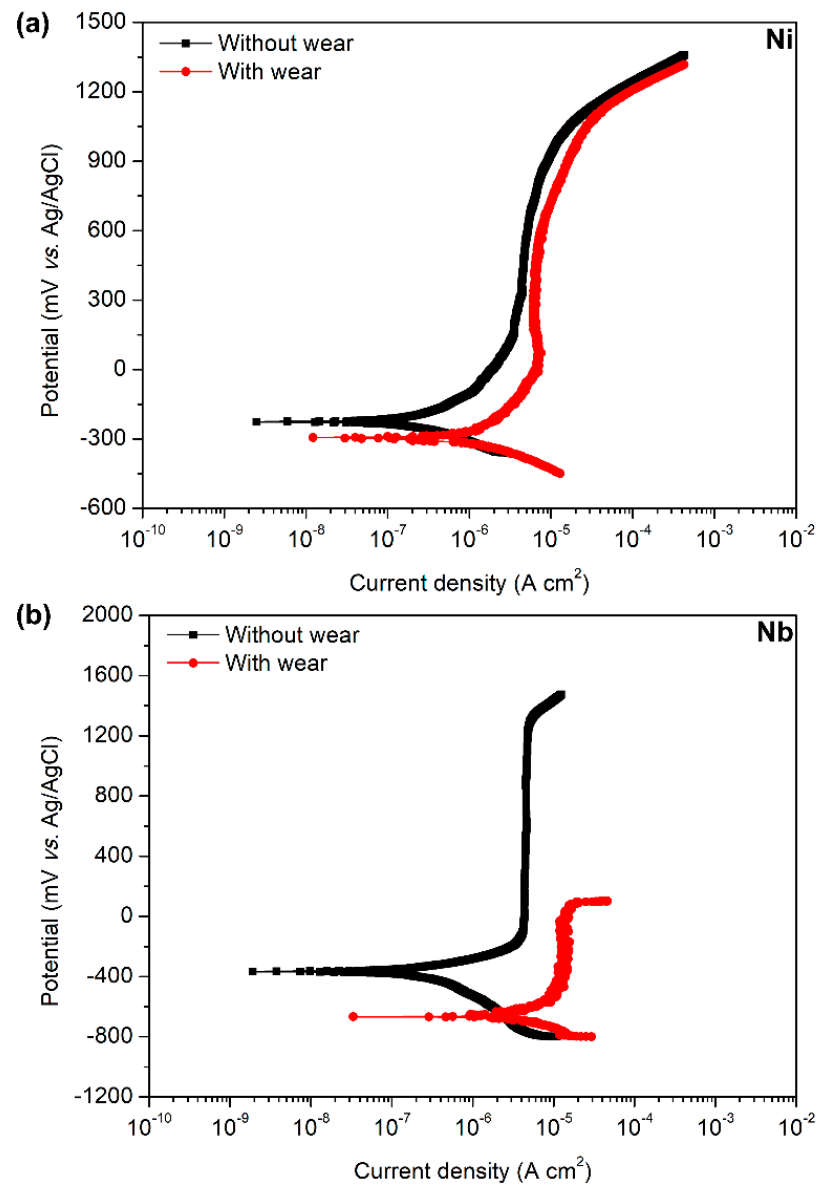 (a)
Ni
Without wear
With wear
1500
1200
900
600
300
0
-300
-600
Potential (mV vs. Ag/AgCl)
10⁻¹⁰ 10⁻⁹ 10⁻⁸ 10⁻⁷ 10⁻⁶ 10⁻⁵ 10⁻⁴ 10⁻³ 10⁻²
Current density (A cm²)
(b)
Nb
Without wear
With wear
2000
1600
1200
800
400
0
-400
-800
-1200
Potential (mV vs. Ag/AgCl)
10⁻¹⁰ 10⁻⁹ 10⁻⁸ 10⁻⁷ 10⁻⁶ 10⁻⁵ 10⁻⁴ 10⁻³ 10⁻²
Current density (A cm²)